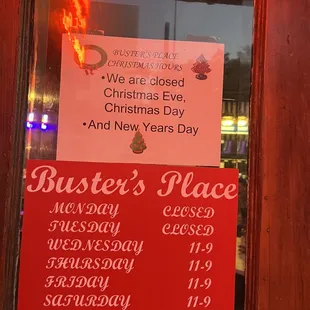 BUSTER'S PLACE
CHRISTMAS HOURS
•We are closed
Christmas Eve,
Christmas Day
•And New Years Day
Buster's Place
MONDAY CLOSED
TUESDAY CLOSED
WEDNESDAY 11-9
THURSDAY 11-9
FRIDAY 11-9
SATURDAY 11-9